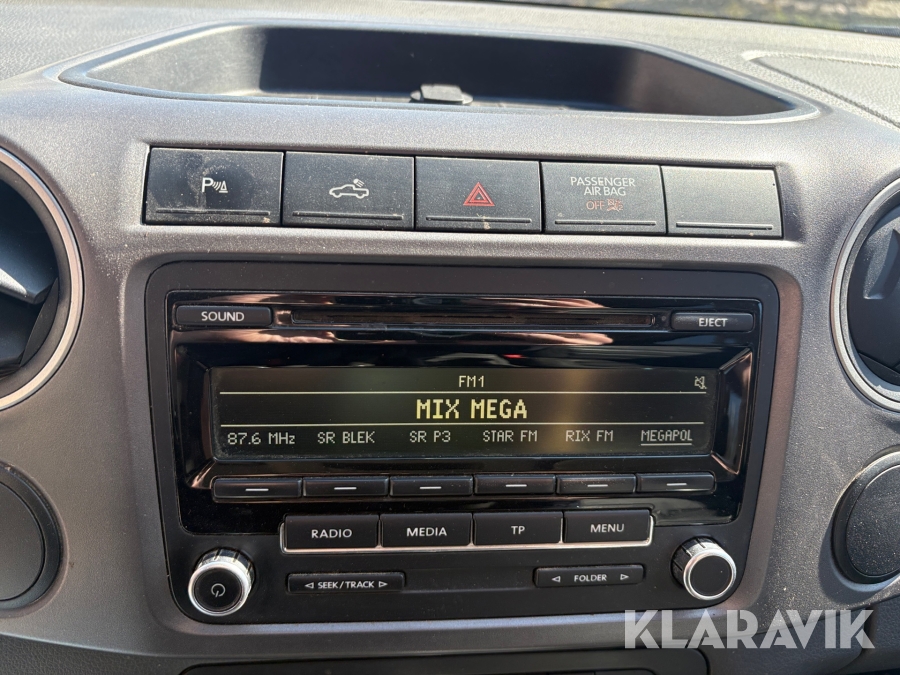 P
PASSENGER
AIR BAG
OFF
SOUND
EJECT
FM1
MIX MEGA
87.6 MHz SR BLEK SR P3 STAR FM RIX FM MEGAPOL
RADIO MEDIA TP MENU
SEEK/TRACK FOLDER
KLARAVIK